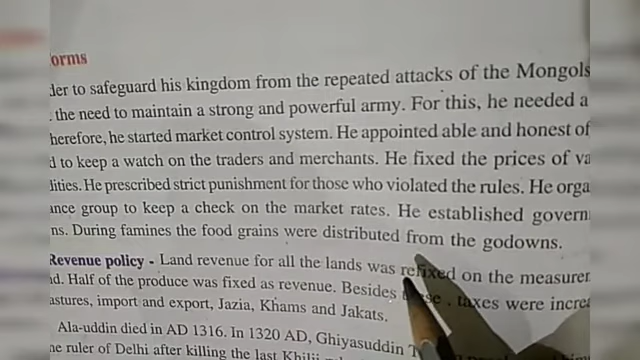 orms
der to safeguard his kingdom from the repeated attacks of the Mongols
the need to maintain a strong and powerful army. For this, he needed a
herefore, he started market control system. He appointed able and honest of
d to keep a watch on the traders and merchants. He fixed the prices of va
lities. He prescribed strict punishment for those who violated the rules. He orga
ance group to keep a check on the market rates. He established govern
ns. During famines the food grains were distributed from the godowns.
Revenue policy - Land revenue for all the lands was refixed on the measurer
nd. Half of the produce was fixed as revenue. Besides these , taxes were increa
astures, import and export, Jazia, Khams and Jakats.
Ala-uddin died in AD 1316. In 1320 AD, Ghiyasuddin T
he ruler of Delhi after killing the last Khilji